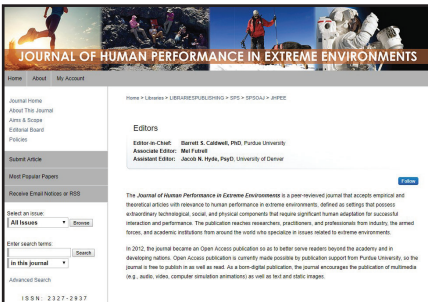 JOURNAL OF HUMAN PERFORMANCE IN EXTREME ENVIRONMENTS
Home About My Account
Journal Home
About This Journal
Aims & Scope
Editorial Board
Policies
Submit Article
Most Popular Papers
Receive Email Notices or RSS
Select an issue:
All Issues Browse
Enter search terms:
Search
in this journal
Advanced Search
ISSN: 2327-2937
Home > Libraries > LIBRARIESPUBLISHING > SPS > SPSOAJ > JHPEE
Editors
Editor-in-Chief: Barrett S. Caldwell, PhD, Purdue University
Associate Editor: Mel Futrell
Assistant Editor: Jacob N. Hyde, PsyD, University of Denver
Follow
The Journal of Human Performance in Extreme Environments is a peer-reviewed journal that accepts empirical and
theoretical articles with relevance to human performance in extreme environments, defined as settings that possess
extraordinary technological, social, and physical components that require significant human adaptation for successful
interaction and performance. The publication reaches researchers, practitioners, and professionals from industry, the armed
forces, and academic institutions from around the world who specialize in issues related to extreme environments.
In 2012, the journal became an Open Access publication so as to better serve readers beyond the academy and in
developing nations. Open Access publication is currently made possible by publication support from Purdue University, so the
journal is free to publish in as well as read. As a born-digital publication, the journal encourages the publication of multimedia
(e.g., audio, video, computer simulation animations) as well as text and static images.